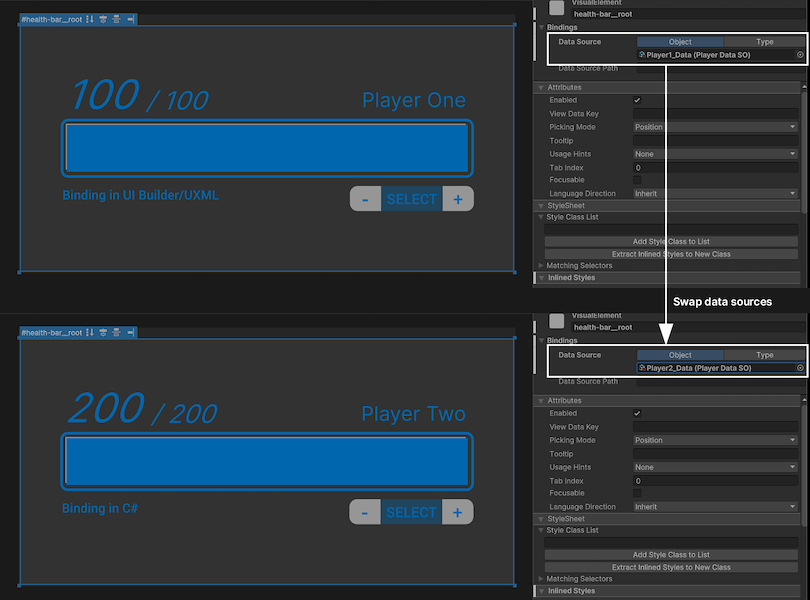 #health-bar__root
100 / 100
Player One
Binding in UI Builder/UXML
- SELECT +
VisualElement
health-bar__root
Bindings
Data Source Object Type
Player1_Data (Player Data SO)
Data Source Path
Attributes
Enabled
View Data Key
Picking Mode Position
Tooltip
Usage Hints None
Tab Index 0
Focusable
Language Direction Inherit
StyleSheet
Style Class List
Add Style Class to List
Extract Inlined Styles to New Class
Matching Selectors
Inlined Styles
Swap data sources
#health-bar__root
200 / 200
Player Two
Binding in C#
- SELECT +
VisualElement
health-bar__root
Bindings
Data Source Object Type
Player2_Data (Player Data SO)
Data Source Path
Attributes
Enabled
View Data Key
Picking Mode Position
Tooltip
Usage Hints None
Tab Index 0
Focusable
Language Direction Inherit
StyleSheet
Style Class List
Add Style Class to List
Extract Inlined Styles to New Class
Matching Selectors
Inlined Styles